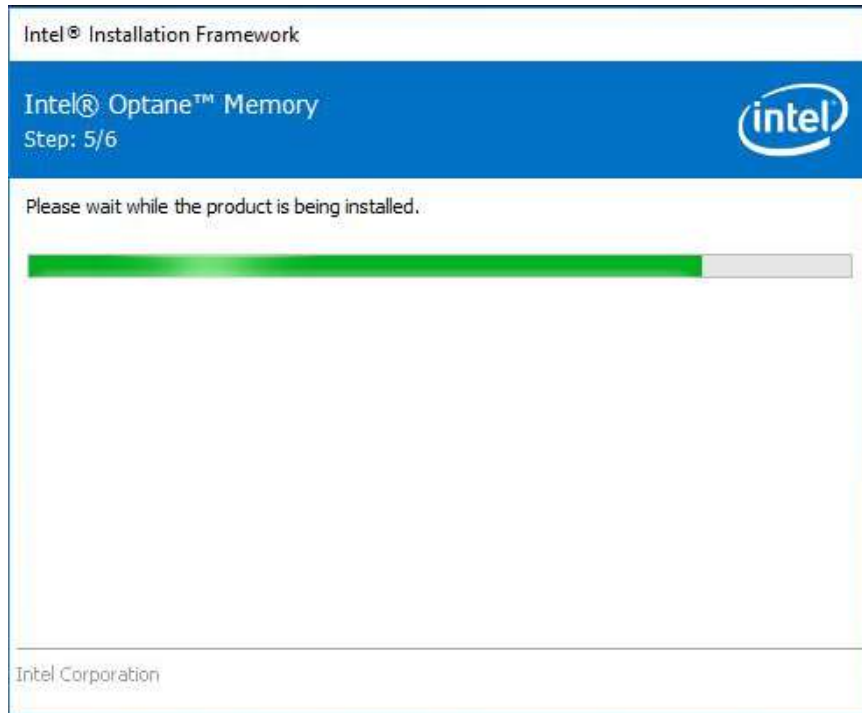 Intel® Installation Framework
Intel® Optane™ Memory
Step: 5/6
intel
Please wait while the product is being installed.
Intel Corporation